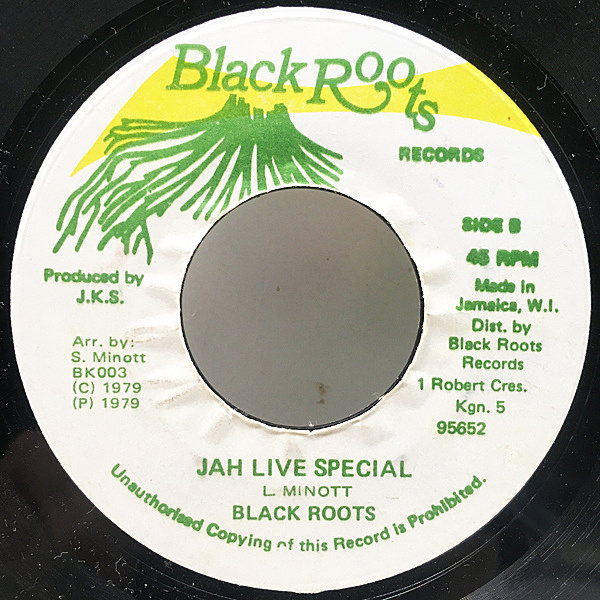 Black Roots
RECORDS
SIDE B
45 RPM
Made in
Jamaica, W.I.
Dist. by
Black Roots
Records
1 Robert Cres.
Kgn. 5
95652
Produced by
J.K.S.
Arr. by:
S. Minott
BK003
(C) 1979
(P) 1979
JAH LIVE SPECIAL
L. MINOTT
BLACK ROOTS
Unauthorised Copying of this Record is Prohibited.